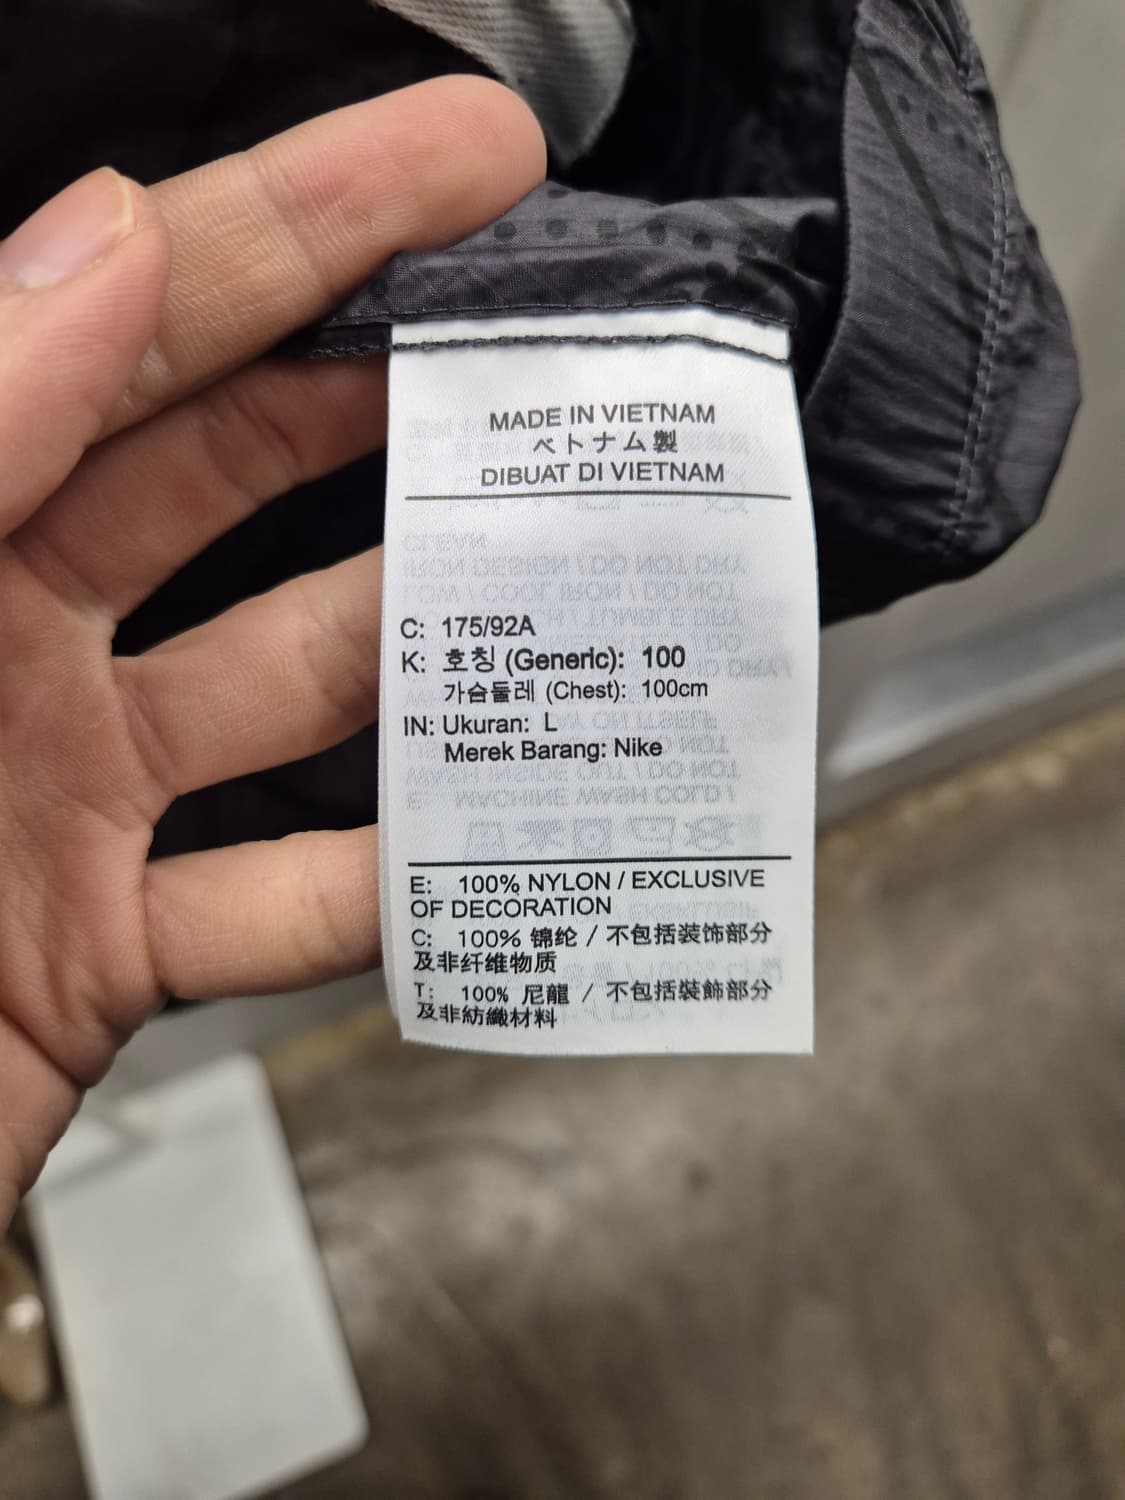 MADE IN VIETNAM
ベトナム製
DIBUAT DI VIETNAM
C: 175/92A
K: 호칭 (Generic): 100
가슴둘레 (Chest): 100cm
IN: Ukuran: L
Merek Barang: Nike
E: 100% NYLON / EXCLUSIVE
OF DECORATION
C: 100% 锦纶 / 不包括装饰部分
及非纤维物质
T: 100% 尼龍 / 不包括裝飾部分
及非紡織材料